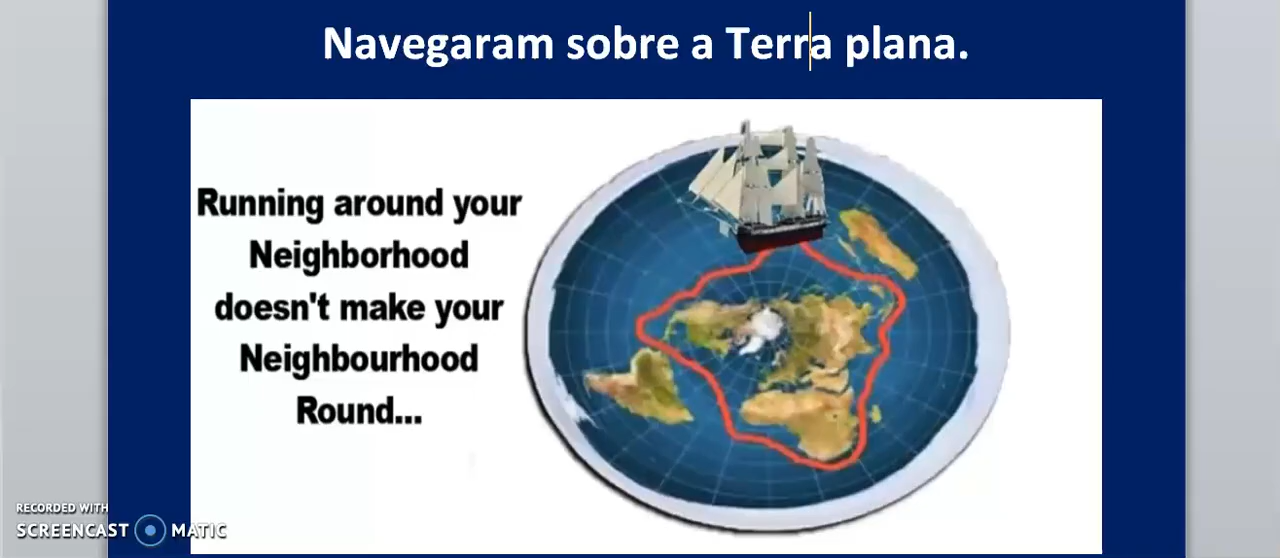 Navegaram sobre a Terra plana.
Running around your
Neighborhood
doesn't make your
Neighbourhood
Round...
RECORDED WITH
SCREENCAST MATIC